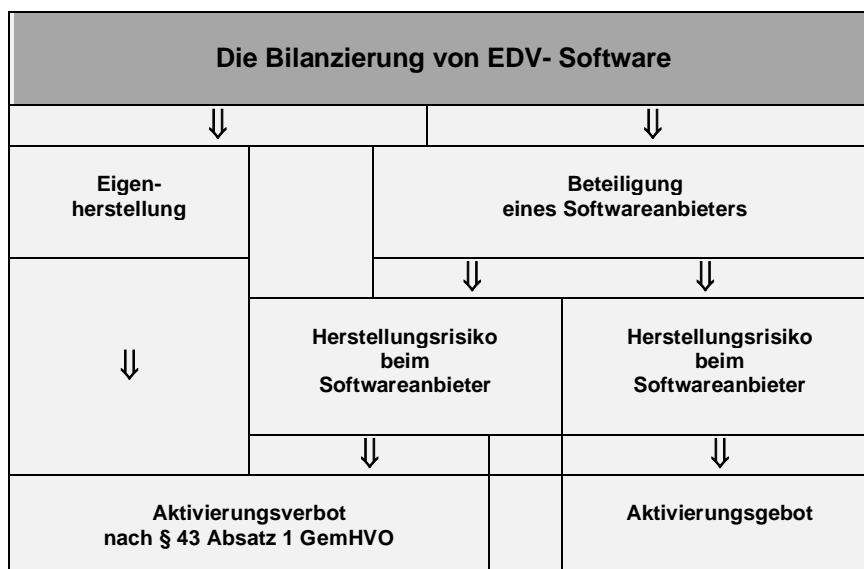 Die Bilanzierung von EDV- Software
⇓ ⇓
Eigen-
herstellung
Beteiligung
eines Softwareanbieters
⇓ ⇓
⇓
Herstellungsrisiko
beim
Softwareanbieter
Herstellungsrisiko
beim
Softwareanbieter
⇓ ⇓
Aktivierungsverbot
nach § 43 Absatz 1 GemHVO
Aktivierungsgebot